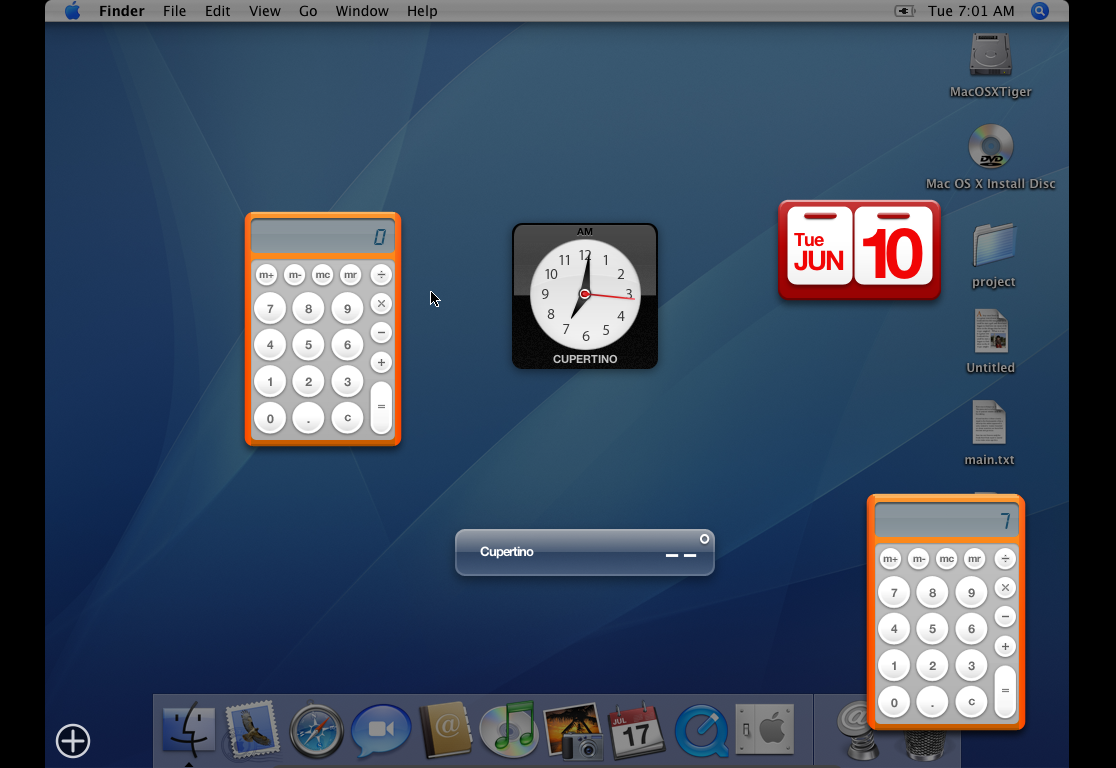 Finder File Edit View Go Window Help Tue 7:01 AM
MacOSXTiger
DVD
Mac OS X Install Disc
project
Untitled
main.txt
0
m+ m- mc mr ÷
7 8 9 ×
4 5 6 −
1 2 3 +
0 . c =
AM
12 1 2 3 4 5 6 7 8 9 10 11
CUPERTINO
Tue
JUN 10
Cupertino
7
m+ m- mc mr ÷
7 8 9 ×
4 5 6 −
1 2 3 +
0 . c =
@
JUL
17
@